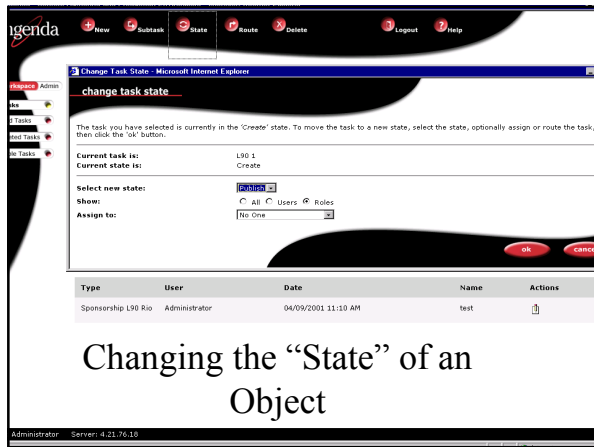 New Subtask State Route Delete Logout Help
Change Task State - Microsoft Internet Explorer
change task state
Admin
The task you have selected is currently in the 'Create' state. To move the task to a new state, select the state, optionally assign or route the task,
then click the 'ok' button.
Current task is: L90 1
Current state is: Create
Select new state: Publish
Show: All Users Roles
Assign to: No One
ok
Type User Date Name Actions
Sponsorship L90 Rio Administrator 04/09/2001 11:10 AM test
Changing the “State” of an
Object
Administrator Server: 4.21.76.18